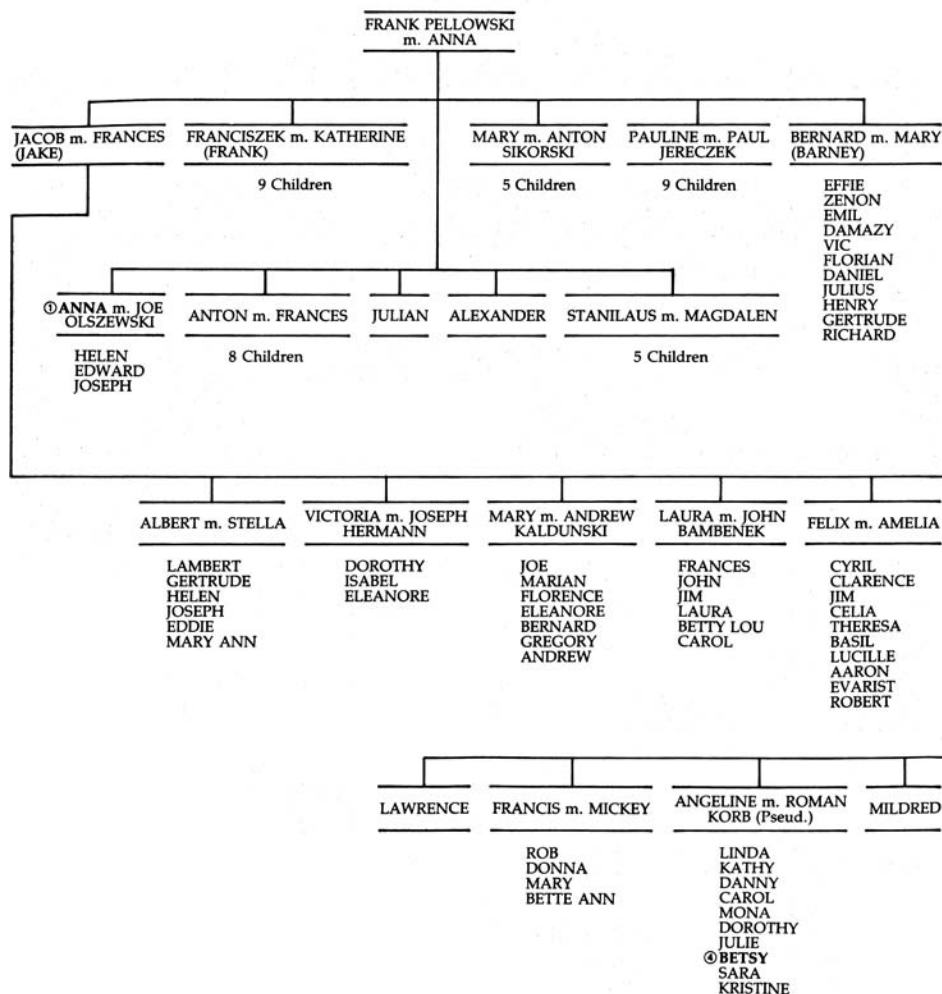 FRANK PELLOWSKI
m. ANNA
JACOB m. FRANCES
(JAKE)
FRANCISZEK m. KATHERINE
(FRANK)
9 Children
MARY m. ANTON
SIKORSKI
5 Children
PAULINE m. PAUL
JERECZEK
9 Children
BERNARD m. MARY
(BARNEY)
EFFIE
ZENON
EMIL
DAMAZY
VIC
FLORIAN
DANIEL
JULIUS
HENRY
GERTRUDE
RICHARD
①ANNA m. JOE
OLSZEWSKI
HELEN
EDWARD
JOSEPH
ANTON m. FRANCES
8 Children
JULIAN
ALEXANDER
STANILAUS m. MAGDALEN
5 Children
ALBERT m. STELLA
LAMBERT
GERTRUDE
HELEN
JOSEPH
EDDIE
MARY ANN
VICTORIA m. JOSEPH
HERMANN
DOROTHY
ISABEL
ELEANORE
MARY m. ANDREW
KALDUNSKI
JOE
MARIAN
FLORENCE
ELEANORE
BERNARD
GREGORY
ANDREW
LAURA m. JOHN
BAMBENEK
FRANCES
JOHN
JIM
LAURA
BETTY LOU
CAROL
FELIX m. AMELIA
CYRIL
CLARENCE
JIM
CELIA
THERESA
BASIL
LUCILLE
AARON
EVARIST
ROBERT
LAWRENCE
FRANCIS m. MICKEY
ROB
DONNA
MARY
BETTE ANN
ANGELINE m. ROMAN
KORB (Pseud.)
LINDA
KATHY
DANNY
CAROL
MONA
DOROTHY
JULIE
④BETSY
SARA
KRISTINE
MILDRED